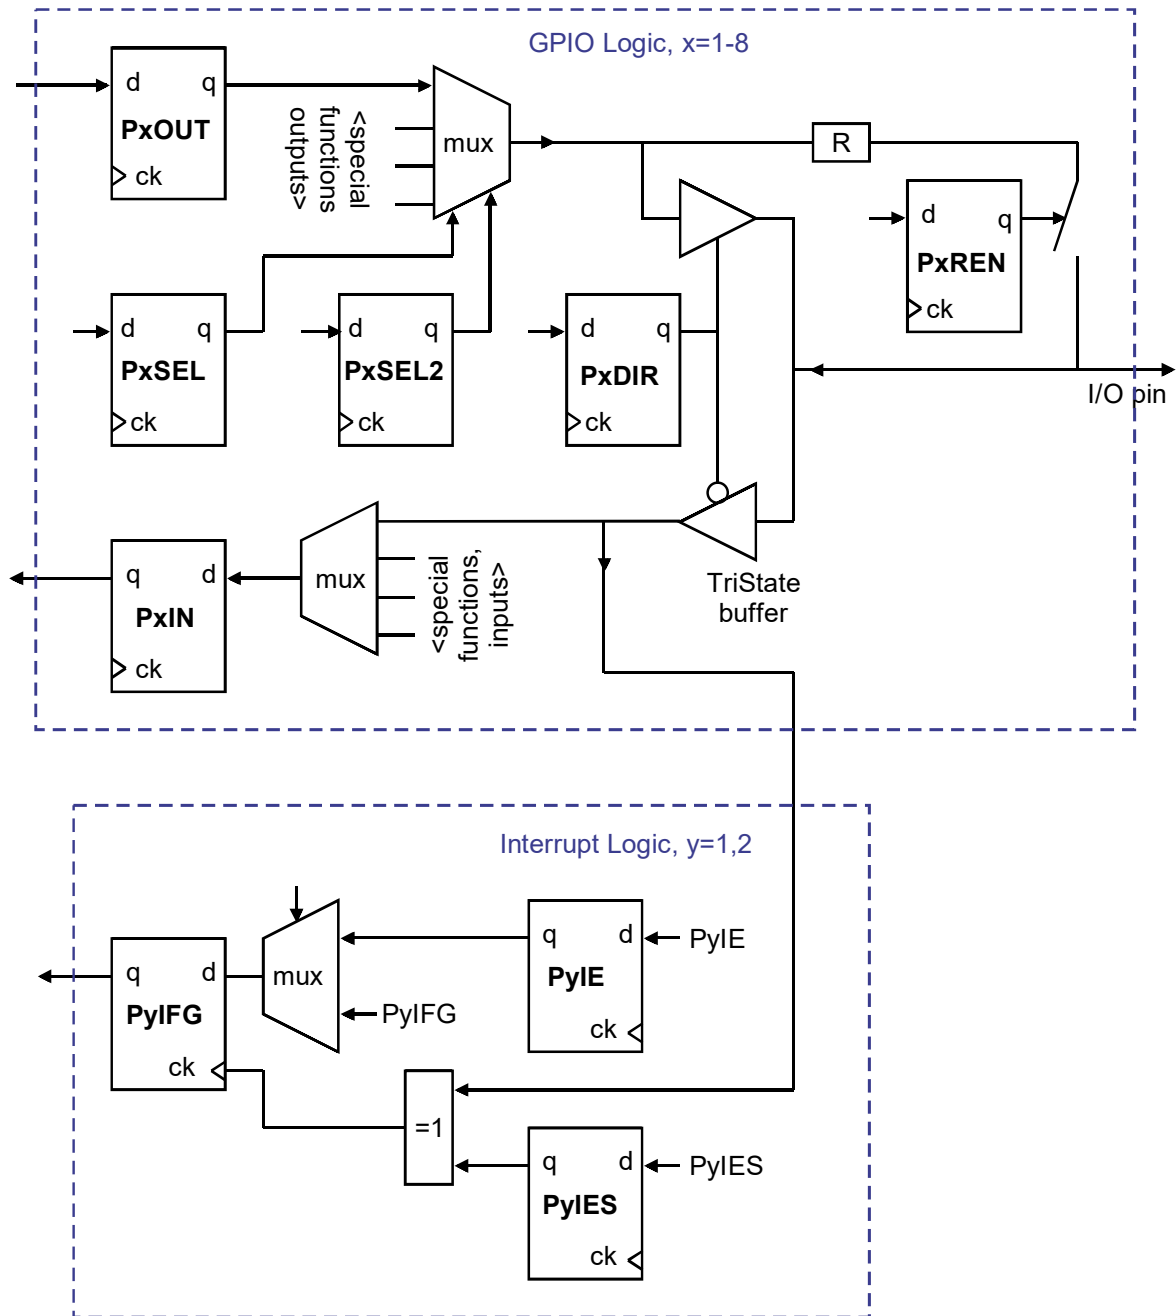 GPIO Logic, x=1-8
d q
PxOUT
ck
<special
functions
outputs>
mux
R
d q
PxREN
ck
d q
PxSEL
ck
d q
PxSEL2
ck
d q
PxDIR
ck
I/O pin
q d
PxIN
ck
mux
<special
functions,
inputs>
TriState
buffer
Interrupt Logic, y=1,2
q d
PyIFG
ck
mux
PyIFG
q d
PyIE
ck
PyIE
=1
q d
PyIES
ck
PyIES